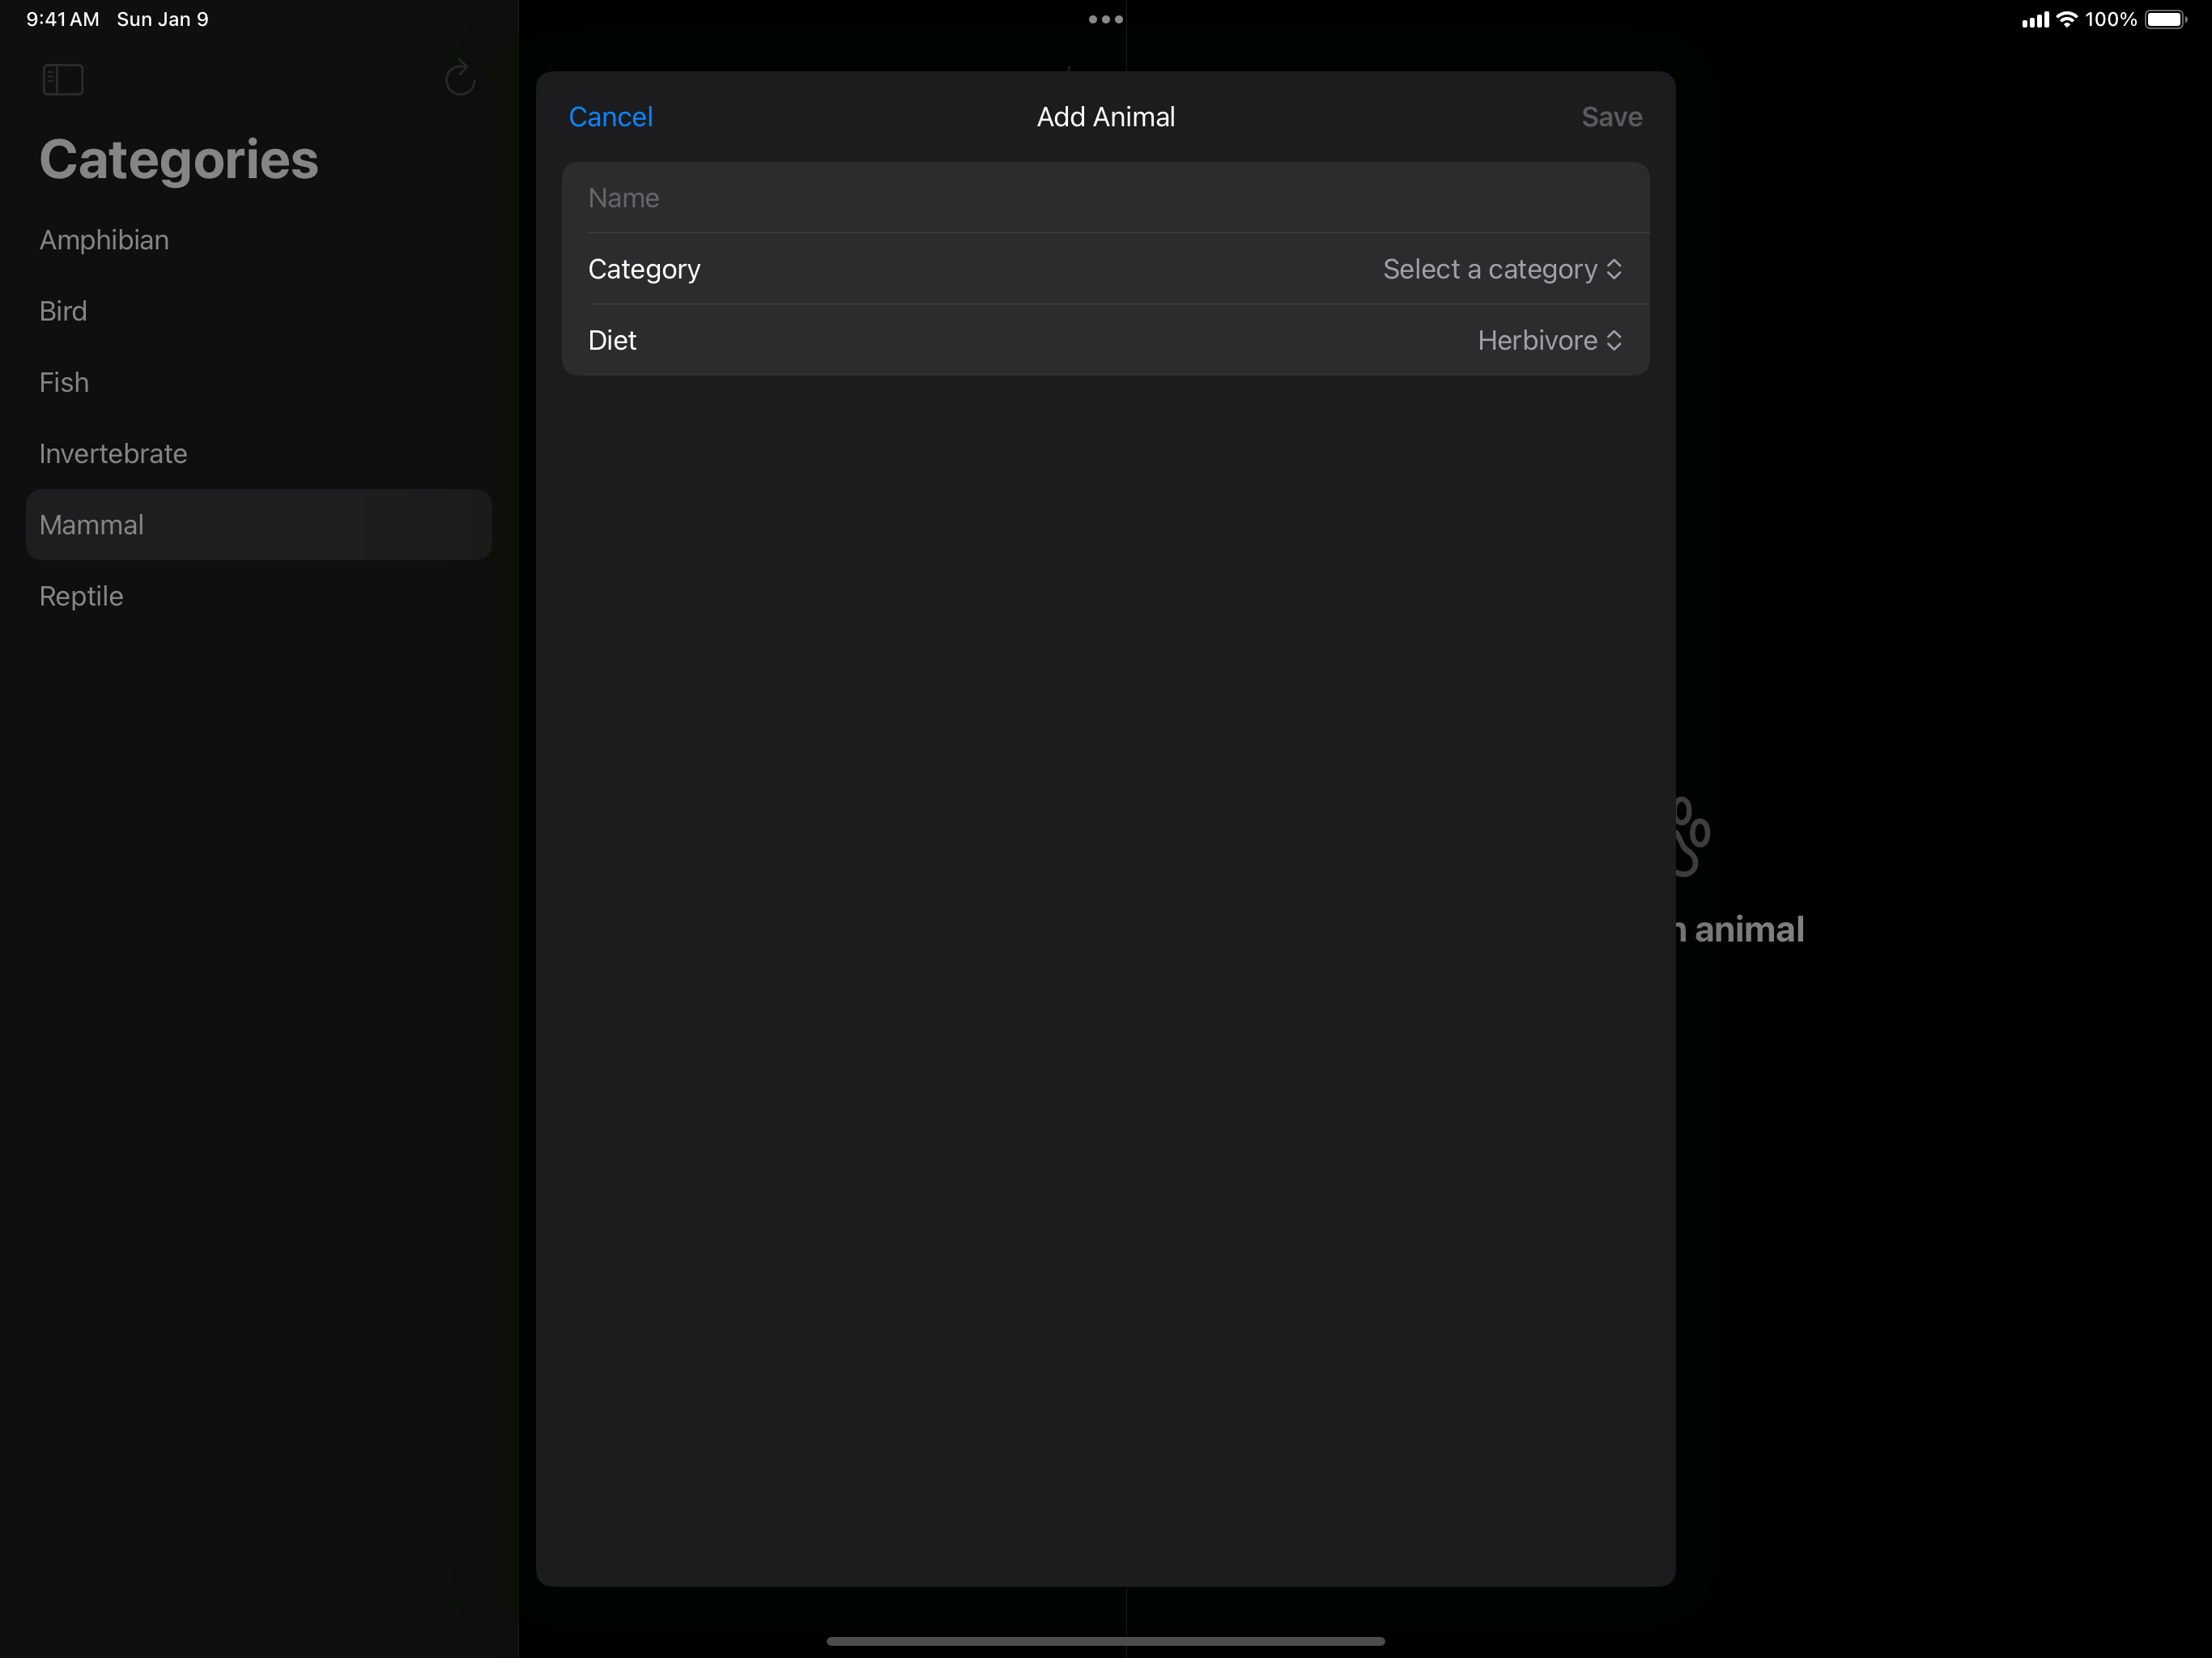 9:41 AM Sun Jan 9
100%
Categories
Amphibian
Bird
Fish
Invertebrate
Mammal
Reptile
Cancel
Add Animal
Save
Name
Category
Select a category
Diet
Herbivore
animal